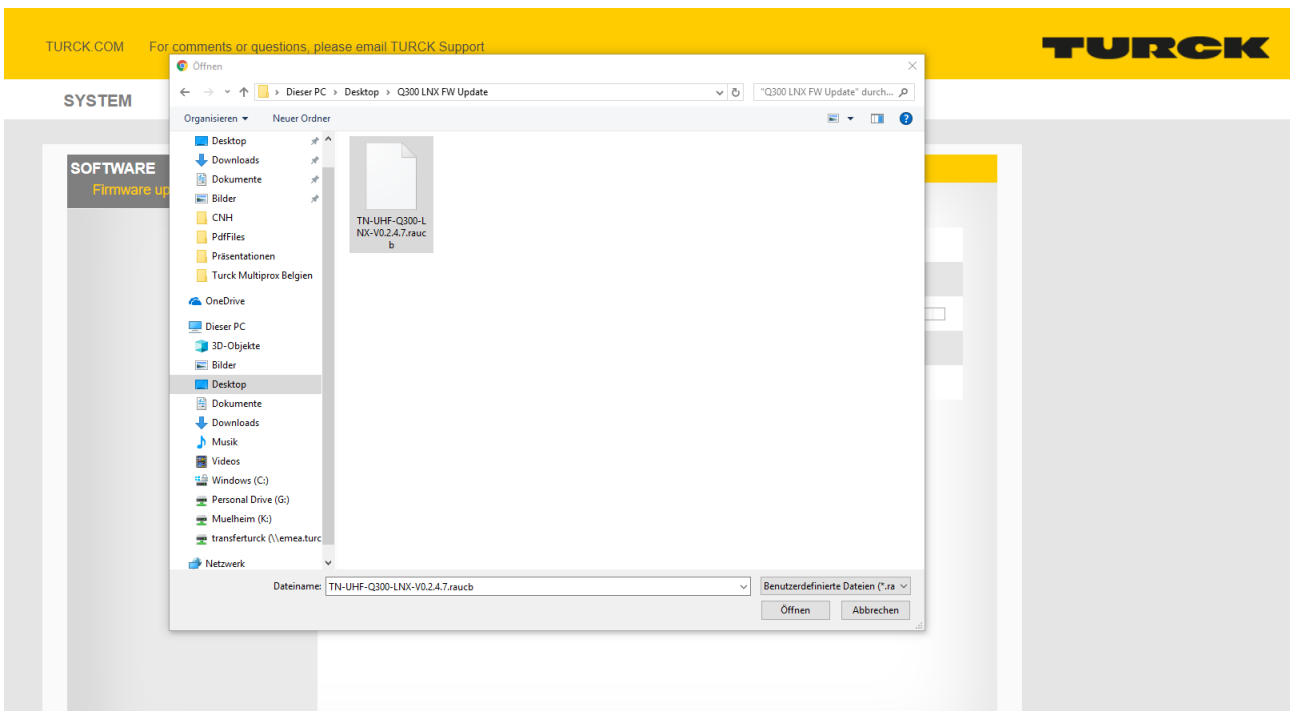 TURCK.COM For comments or questions, please email TURCK Support
TURCK
Öffnen
Dieser PC › Desktop › Q300 LNX FW Update
"Q300 LNX FW Update" durch...
SYSTEM
Organisieren Neuer Ordner
Desktop
Downloads
Dokumente
Bilder
CNH
PdfFiles
Präsentationen
Turck Multiprox Belgien
OneDrive
Dieser PC
3D-Objekte
Bilder
Desktop
Dokumente
Downloads
Musik
Videos
Windows (C:)
Personal Drive (G:)
Muelheim (K:)
transferturck (\\emea.turc
Netzwerk
TN-UHF-Q300-L
NX-V0.2.4.7.rauc
b
SOFTWARE
Firmware up
Dateiname: TN-UHF-Q300-LNX-V0.2.4.7.raucb
Benutzerdefinierte Dateien (*.ra
Öffnen Abbrechen